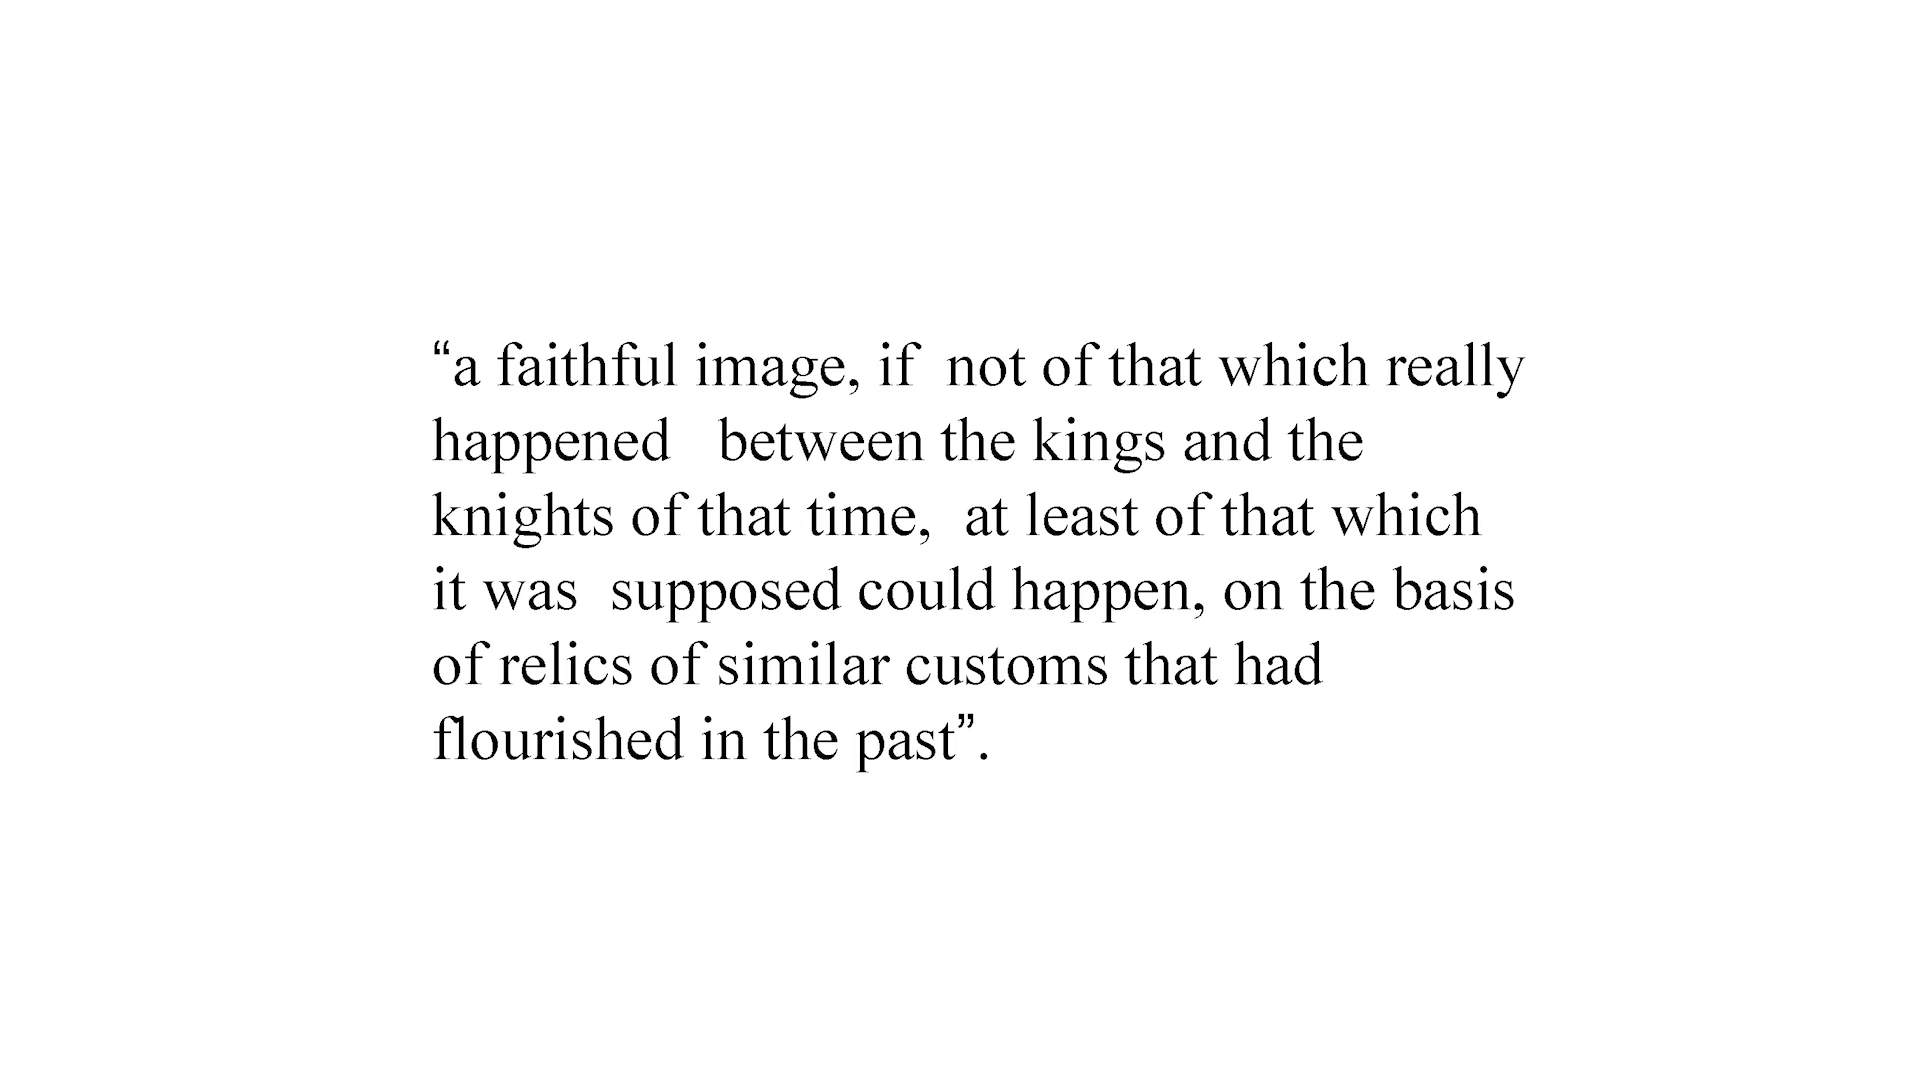 “a faithful image, if  not of that which really
happened   between the kings and the
knights of that time,  at least of that which
it was  supposed could happen, on the basis
of relics of similar customs that had
flourished in the past”.